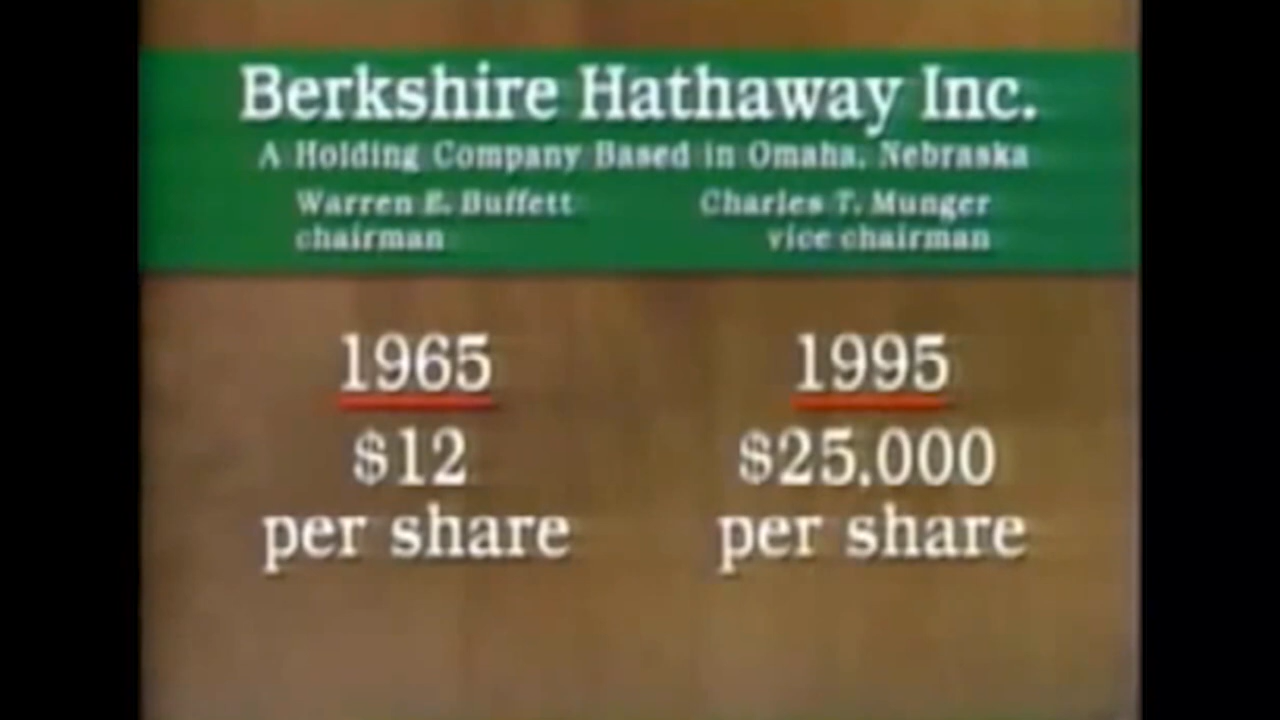 Berkshire Hathaway Inc.
A Holding Company Based in Omaha, Nebraska
Warren E. Buffett
chairman
Charles T. Munger
vice chairman
1965
$12
per share
1995
$25,000
per share